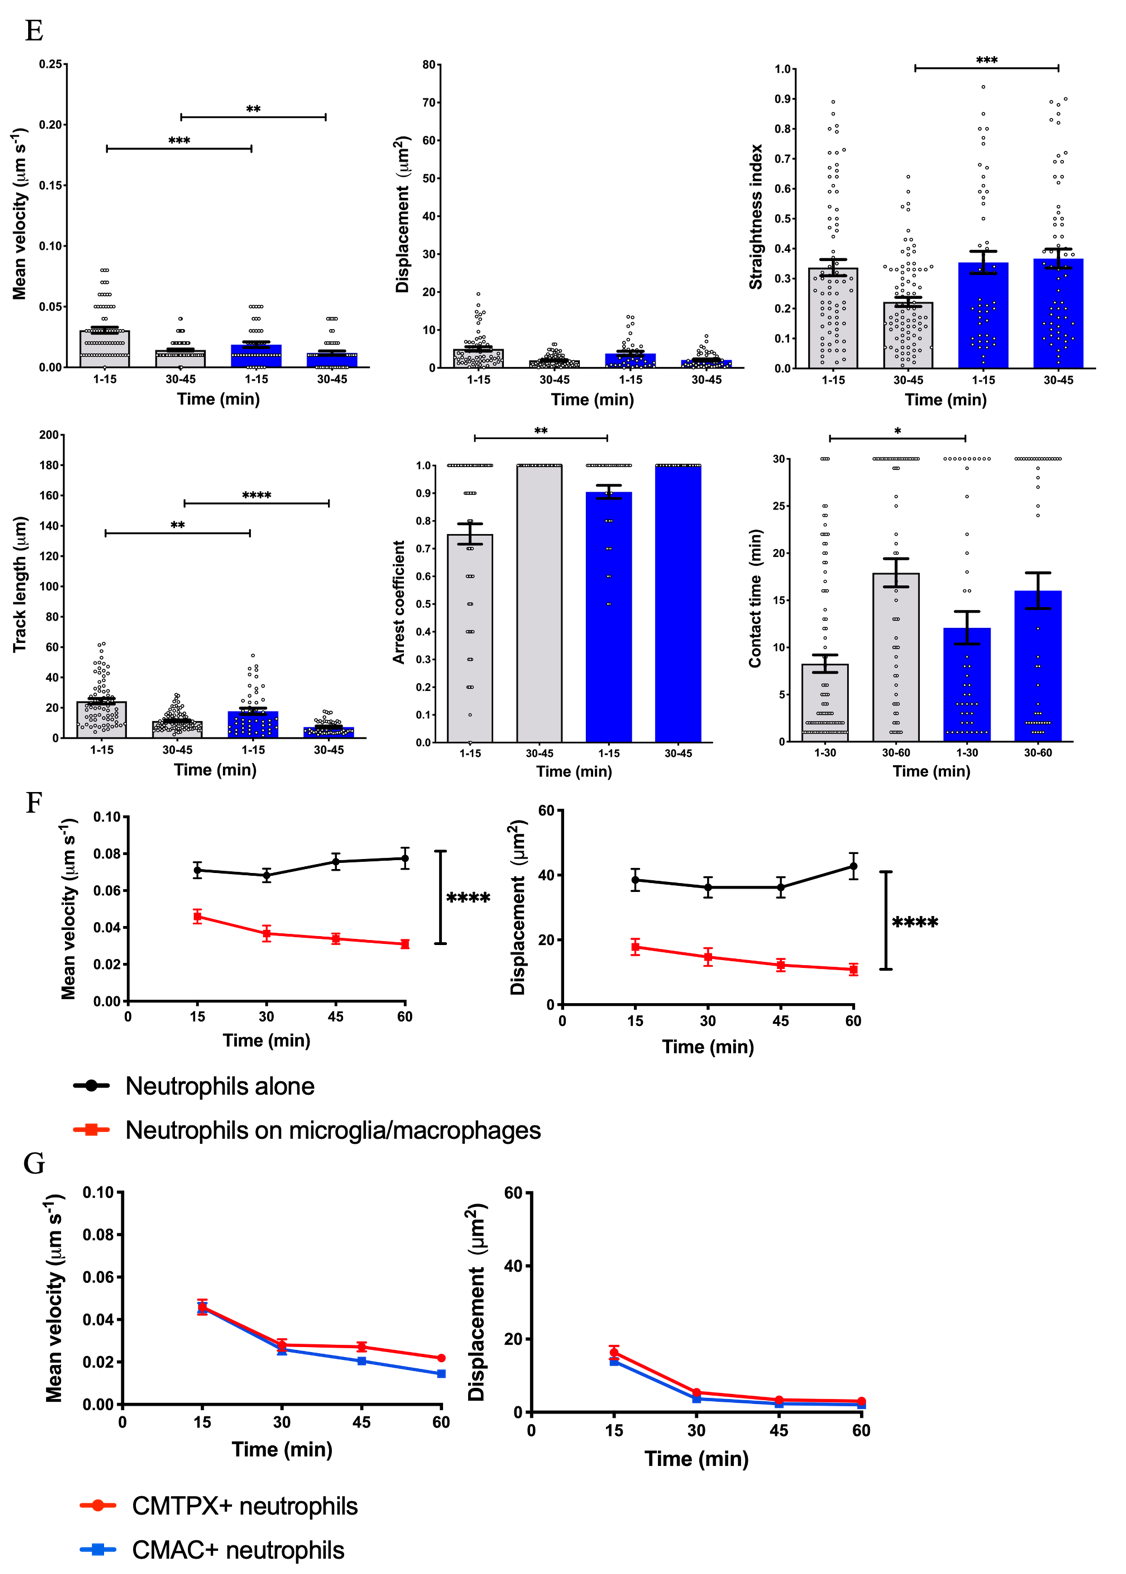 E
Mean velocity (μm s-1)
0.25
0.20
0.15
0.10
0.05
0.00
**
***
1-15 30-45 1-15 30-45
Time (min)
Displacement (μm2)
80
70
60
50
40
30
20
10
0
1-15 30-45 1-15 30-45
Time (min)
Straightness index
1.0
0.9
0.8
0.7
0.6
0.5
0.4
0.3
0.2
0.1
0.0
***
1-15 30-45 1-15 30-45
Time (min)
Track length (μm)
200
180
160
140
120
100
80
60
40
20
0
****
**
1-15 30-45 1-15 30-45
Time (min)
Arrest coefficient
1.0
0.9
0.8
0.7
0.6
0.5
0.4
0.3
0.2
0.1
0.0
**
1-15 30-45 1-15 30-45
Time (min)
Contact time (min)
30
25
20
15
10
5
0
*
1-30 30-60 1-30 30-60
Time (min)
F
Mean velocity (μm s-1)
0.10
0.08
0.06
0.04
0.02
0.00
****
0 15 30 45 60
Time (min)
Displacement (μm2)
60
40
20
0
****
0 15 30 45 60
Time (min)
Neutrophils alone
Neutrophils on microglia/macrophages
G
Mean velocity (μm s-1)
0.10
0.08
0.06
0.04
0.02
0.00
0 15 30 45 60
Time (min)
Displacement (μm2)
60
40
20
0
0 15 30 45 60
Time (min)
CMTPX+ neutrophils
CMAC+ neutrophils